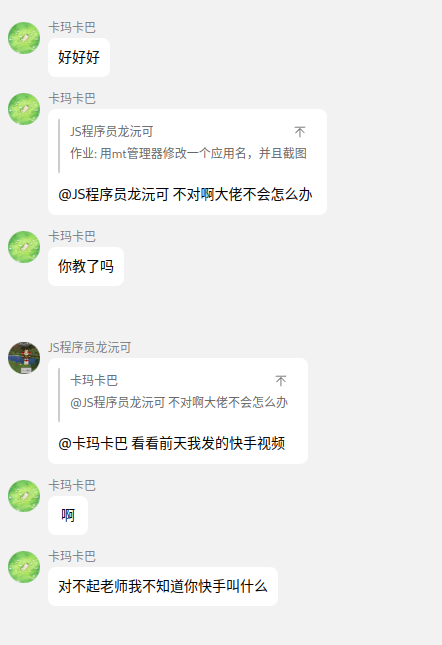 卡玛卡巴
好好好
卡玛卡巴
JS程序员龙沅可
作业: 用mt管理器修改一个应用名，并且截图
@JS程序员龙沅可 不对啊大佬不会怎么办
卡玛卡巴
你教了吗
JS程序员龙沅可
卡玛卡巴
@JS程序员龙沅可 不对啊大佬不会怎么办
@卡玛卡巴 看看前天我发的快手视频
卡玛卡巴
啊
卡玛卡巴
对不起老师我不知道你快手叫什么